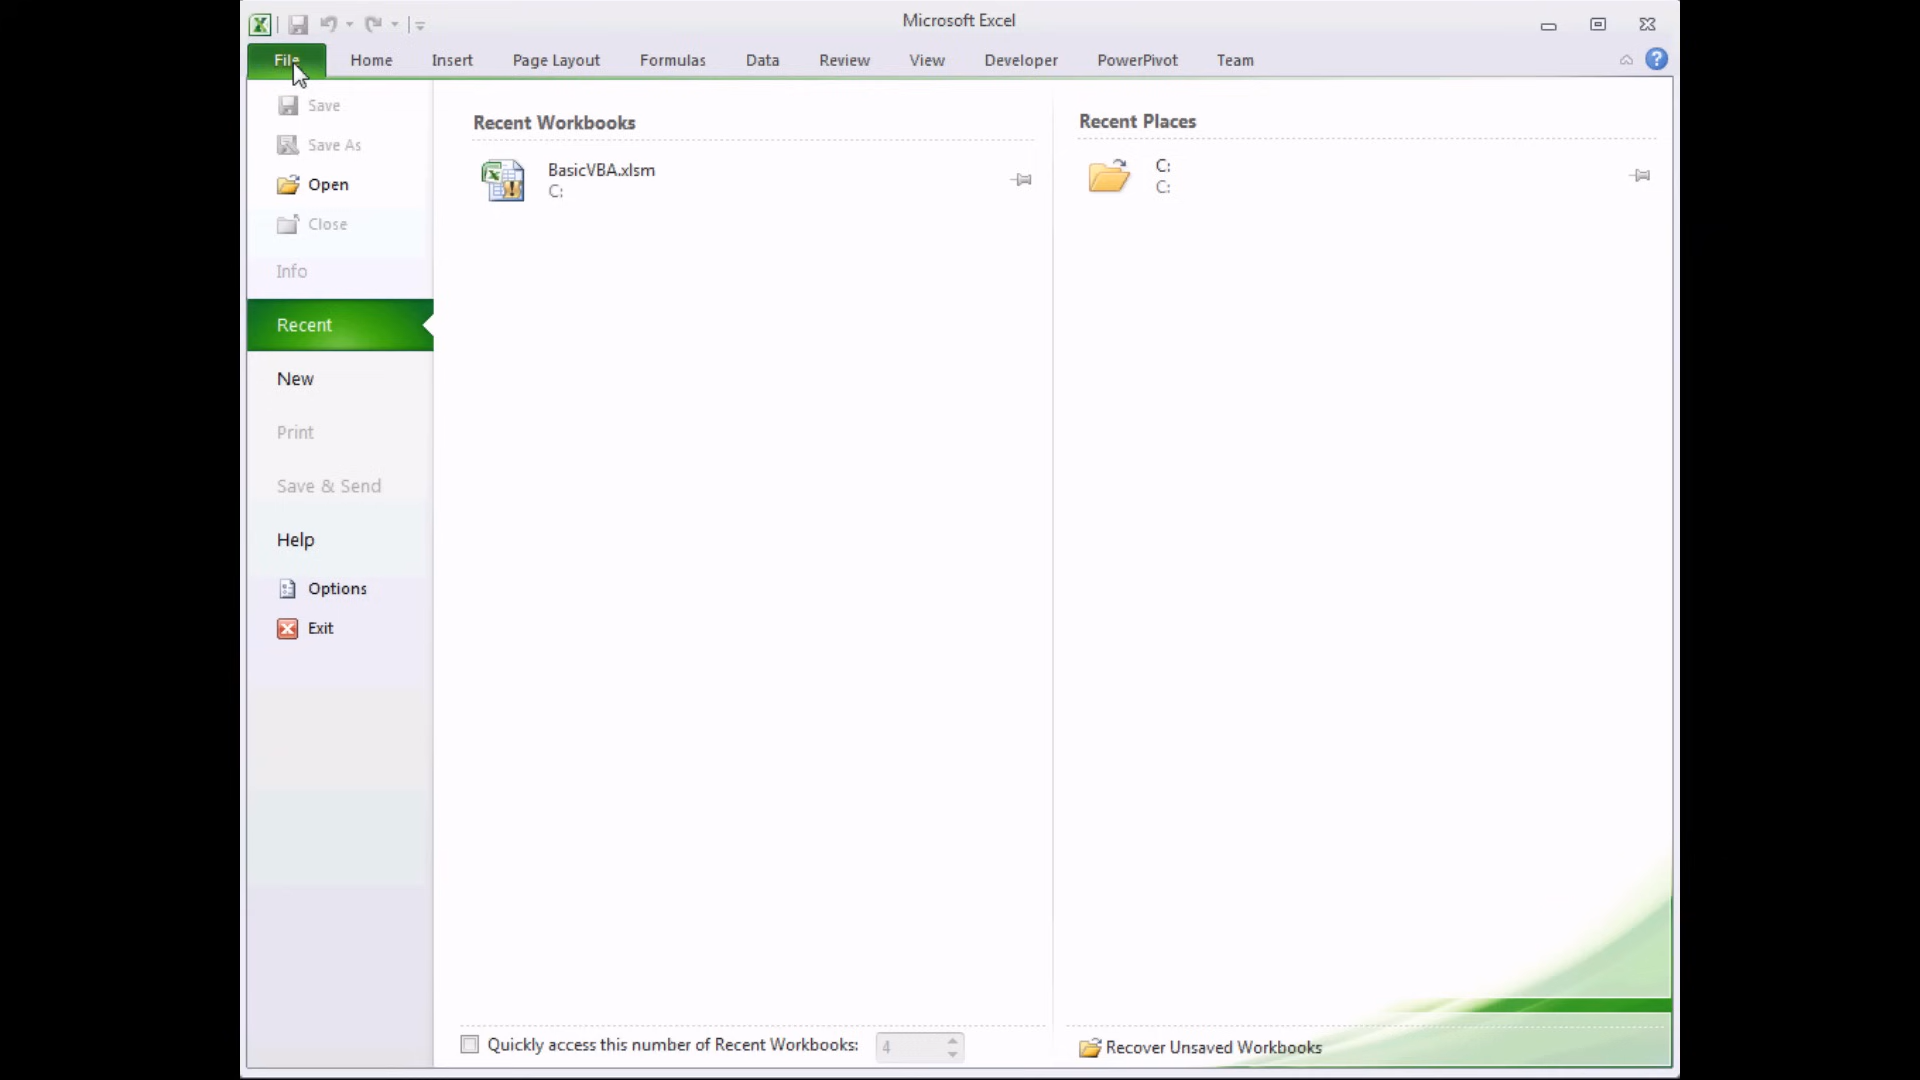 Microsoft Excel
File Home Insert Page Layout Formulas Data Review View Developer PowerPivot Team
Save
Save As
Open
Close
Info
Recent
New
Print
Save & Send
Help
Options
Exit
Recent Workbooks
BasicVBA.xlsm
C:
Quickly access this number of Recent Workbooks: 4
Recent Places
C:
C:
Recover Unsaved Workbooks